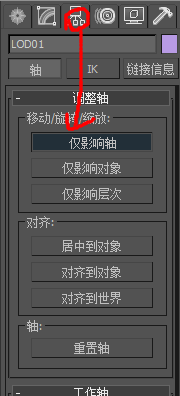 LOD01
轴 IK 链接信息
- 调整轴
移动/旋转/缩放:
仅影响轴
仅影响对象
仅影响层次
对齐:
居中到对象
对齐到对象
对齐到世界
轴:
重置轴
- 工作轴